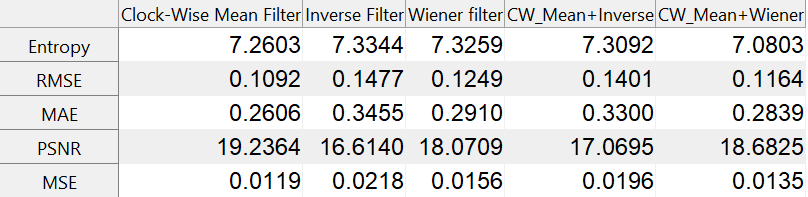 Clock-Wise Mean Filter Inverse Filter Wiener filter CW_Mean+Inverse CW_Mean+Wiener
Entropy 7.2603 7.3344 7.3259 7.3092 7.0803
RMSE 0.1092 0.1477 0.1249 0.1401 0.1164
MAE 0.2606 0.3455 0.2910 0.3300 0.2839
PSNR 19.2364 16.6140 18.0709 17.0695 18.6825
MSE 0.0119 0.0218 0.0156 0.0196 0.0135